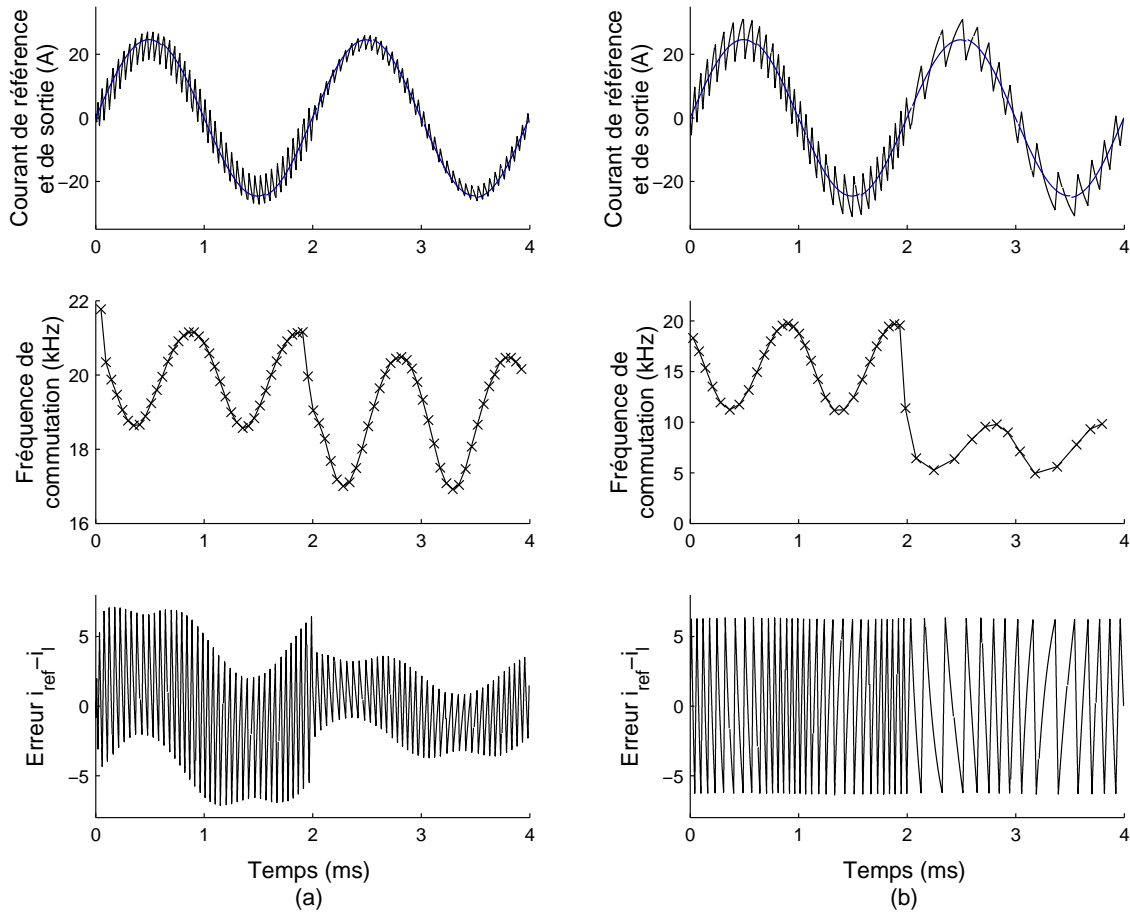 Courant de référence
et de sortie (A)
20
0
−20
0 1 2 3 4
Courant de référence
et de sortie (A)
20
0
−20
0 1 2 3 4
Fréquence de
commutation (kHz)
22
20
18
16
0 1 2 3 4
Fréquence de
commutation (kHz)
20
15
10
5
0
0 1 2 3 4
Erreur i_ref−i_l
5
0
−5
0 1 2 3 4
Temps (ms)
(a)
Erreur i_ref−i_l
5
0
−5
0 1 2 3 4
Temps (ms)
(b)